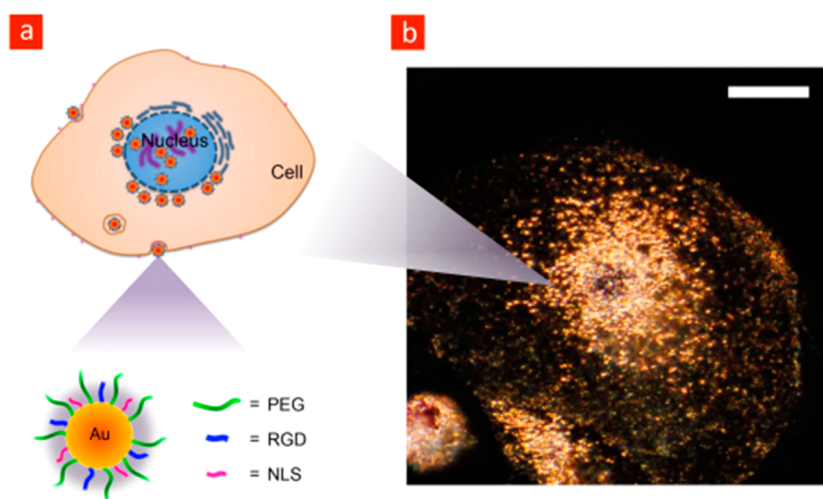 a
b
Nucleus
Cell
Au
= PEG
= RGD
= NLS